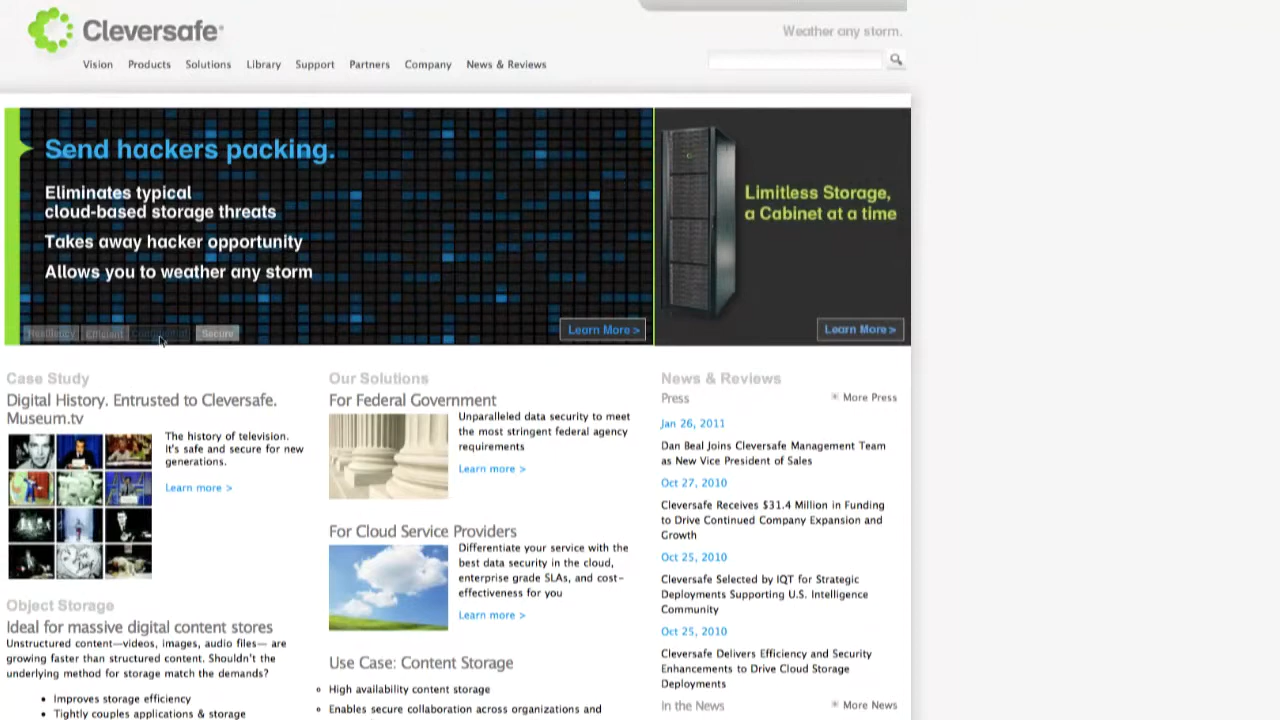 Cleversafe®
Weather any storm.
Vision Products Solutions Library Support Partners Company News & Reviews
Send hackers packing.
Eliminates typical
cloud-based storage threats
Takes away hacker opportunity
Allows you to weather any storm
Resiliency Efficient Secure
Learn More >
Limitless Storage,
a Cabinet at a time
Learn More >
Case Study
Digital History. Entrusted to Cleversafe.
Museum.tv
The history of television.
It's safe and secure for new
generations.
Learn more >
Object Storage
Ideal for massive digital content stores
Unstructured content—videos, images, audio files— are
growing faster than structured content. Shouldn't the
underlying method for storage match the demands?
• Improves storage efficiency
• Tightly couples applications & storage
Our Solutions
For Federal Government
Unparalleled data security to meet
the most stringent federal agency
requirements
Learn more >
For Cloud Service Providers
Differentiate your service with the
best data security in the cloud,
enterprise grade SLAs, and cost-
effectiveness for you
Learn more >
Use Case: Content Storage
High availability content storage
Enables secure collaboration across organizations and
News & Reviews
Press
More Press
Jan 26, 2011
Dan Beal Joins Cleversafe Management Team
as New Vice President of Sales
Oct 27, 2010
Cleversafe Receives $31.4 Million in Funding
to Drive Continued Company Expansion and
Growth
Oct 25, 2010
Cleversafe Selected by IQT for Strategic
Deployments Supporting U.S. Intelligence
Community
Oct 25, 2010
Cleversafe Delivers Efficiency and Security
Enhancements to Drive Cloud Storage
Deployments
In the News
More News